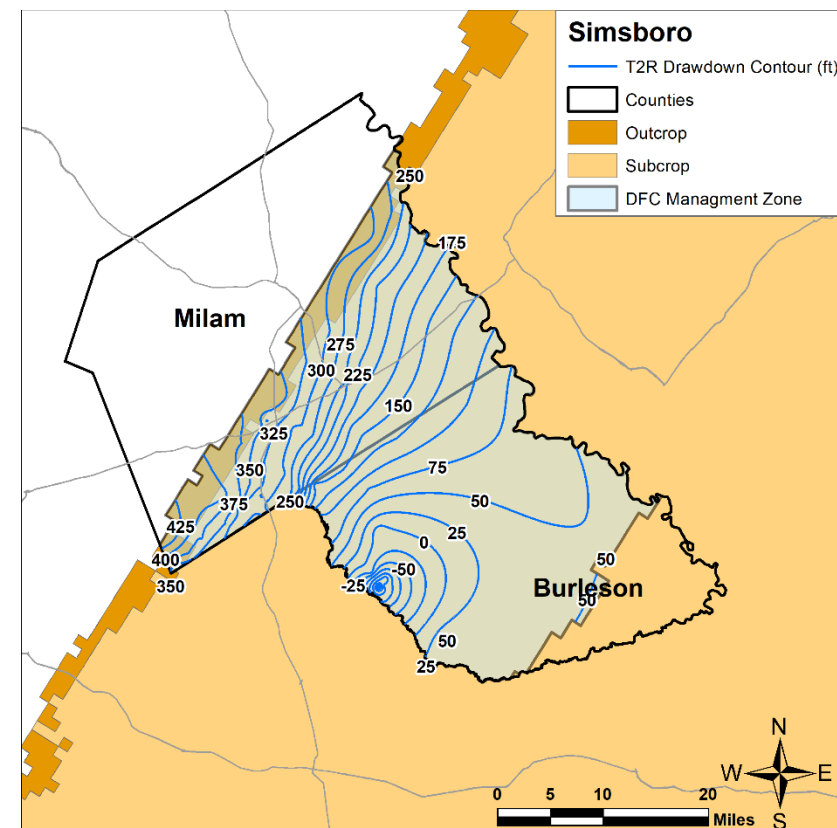 Simsboro
T2R Drawdown Contour (ft)
Counties
Outcrop
Subcrop
DFC Managment Zone
250
175
Milam
275
300
225
150
325
75
350
50
375
250
425
25
0
400
50
-50
350
-25
Burleson
50
50
25
N
W
E
S
0
5
10
20
Miles